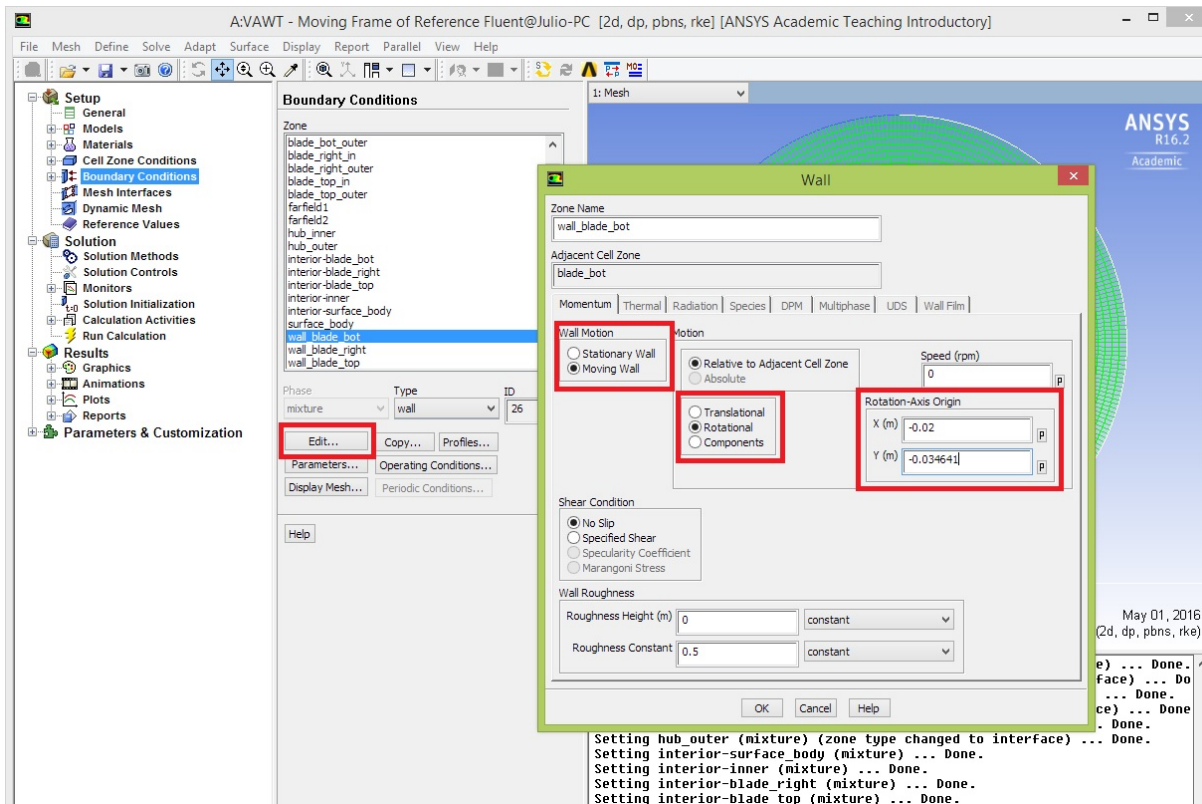 A:VAWT - Moving Frame of Reference Fluent@Julio-PC [2d, dp, pbns, rke] [ANSYS Academic Teaching Introductory]
File Mesh Define Solve Adapt Surface Display Report Parallel View Help
Setup
General
Models
Materials
Cell Zone Conditions
Boundary Conditions
Mesh Interfaces
Dynamic Mesh
Reference Values
Solution
Solution Methods
Solution Controls
Monitors
Solution Initialization
Calculation Activities
Run Calculation
Results
Graphics
Animations
Plots
Reports
Parameters & Customization
Boundary Conditions
Zone
blade_bot_outer
blade_right_in
blade_right_outer
blade_top_in
blade_top_outer
farfield1
farfield2
hub_inner
hub_outer
interior-blade_bot
interior-blade_right
interior-blade_top
interior-inner
interior-surface_body
surface_body
wall_blade_bot
wall_blade_right
wall_blade_top
Phase Type ID
mixture wall 26
Edit... Copy... Profiles...
Parameters... Operating Conditions...
Display Mesh... Periodic Conditions...
Help
1: Mesh
ANSYS
R16.2
Academic
Wall
Zone Name
wall_blade_bot
Adjacent Cell Zone
blade_bot
Momentum Thermal Radiation Species DPM Multiphase UDS Wall Film
Wall Motion
Stationary Wall
Moving Wall
Motion
Relative to Adjacent Cell Zone
Absolute
Speed (rpm)
0
P
Translational
Rotational
Components
Rotation-Axis Origin
X (m) -0.02 P
Y (m) -0.034641 P
Shear Condition
No Slip
Specified Shear
Specularity Coefficient
Marangoni Stress
Wall Roughness
Roughness Height (m) 0 constant
Roughness Constant 0.5 constant
OK Cancel Help
May 01, 2016
(2d, dp, pbns, rke)
e) ... Done.
face) ... Do
... Done.
ce) ... Done
. Done.
Setting hub_outer (mixture) (zone type changed to interface) ... Done.
Setting interior-surface_body (mixture) ... Done.
Setting interior-inner (mixture) ... Done.
Setting interior-blade_right (mixture) ... Done.
Setting interior-blade_top (mixture) ... Done.